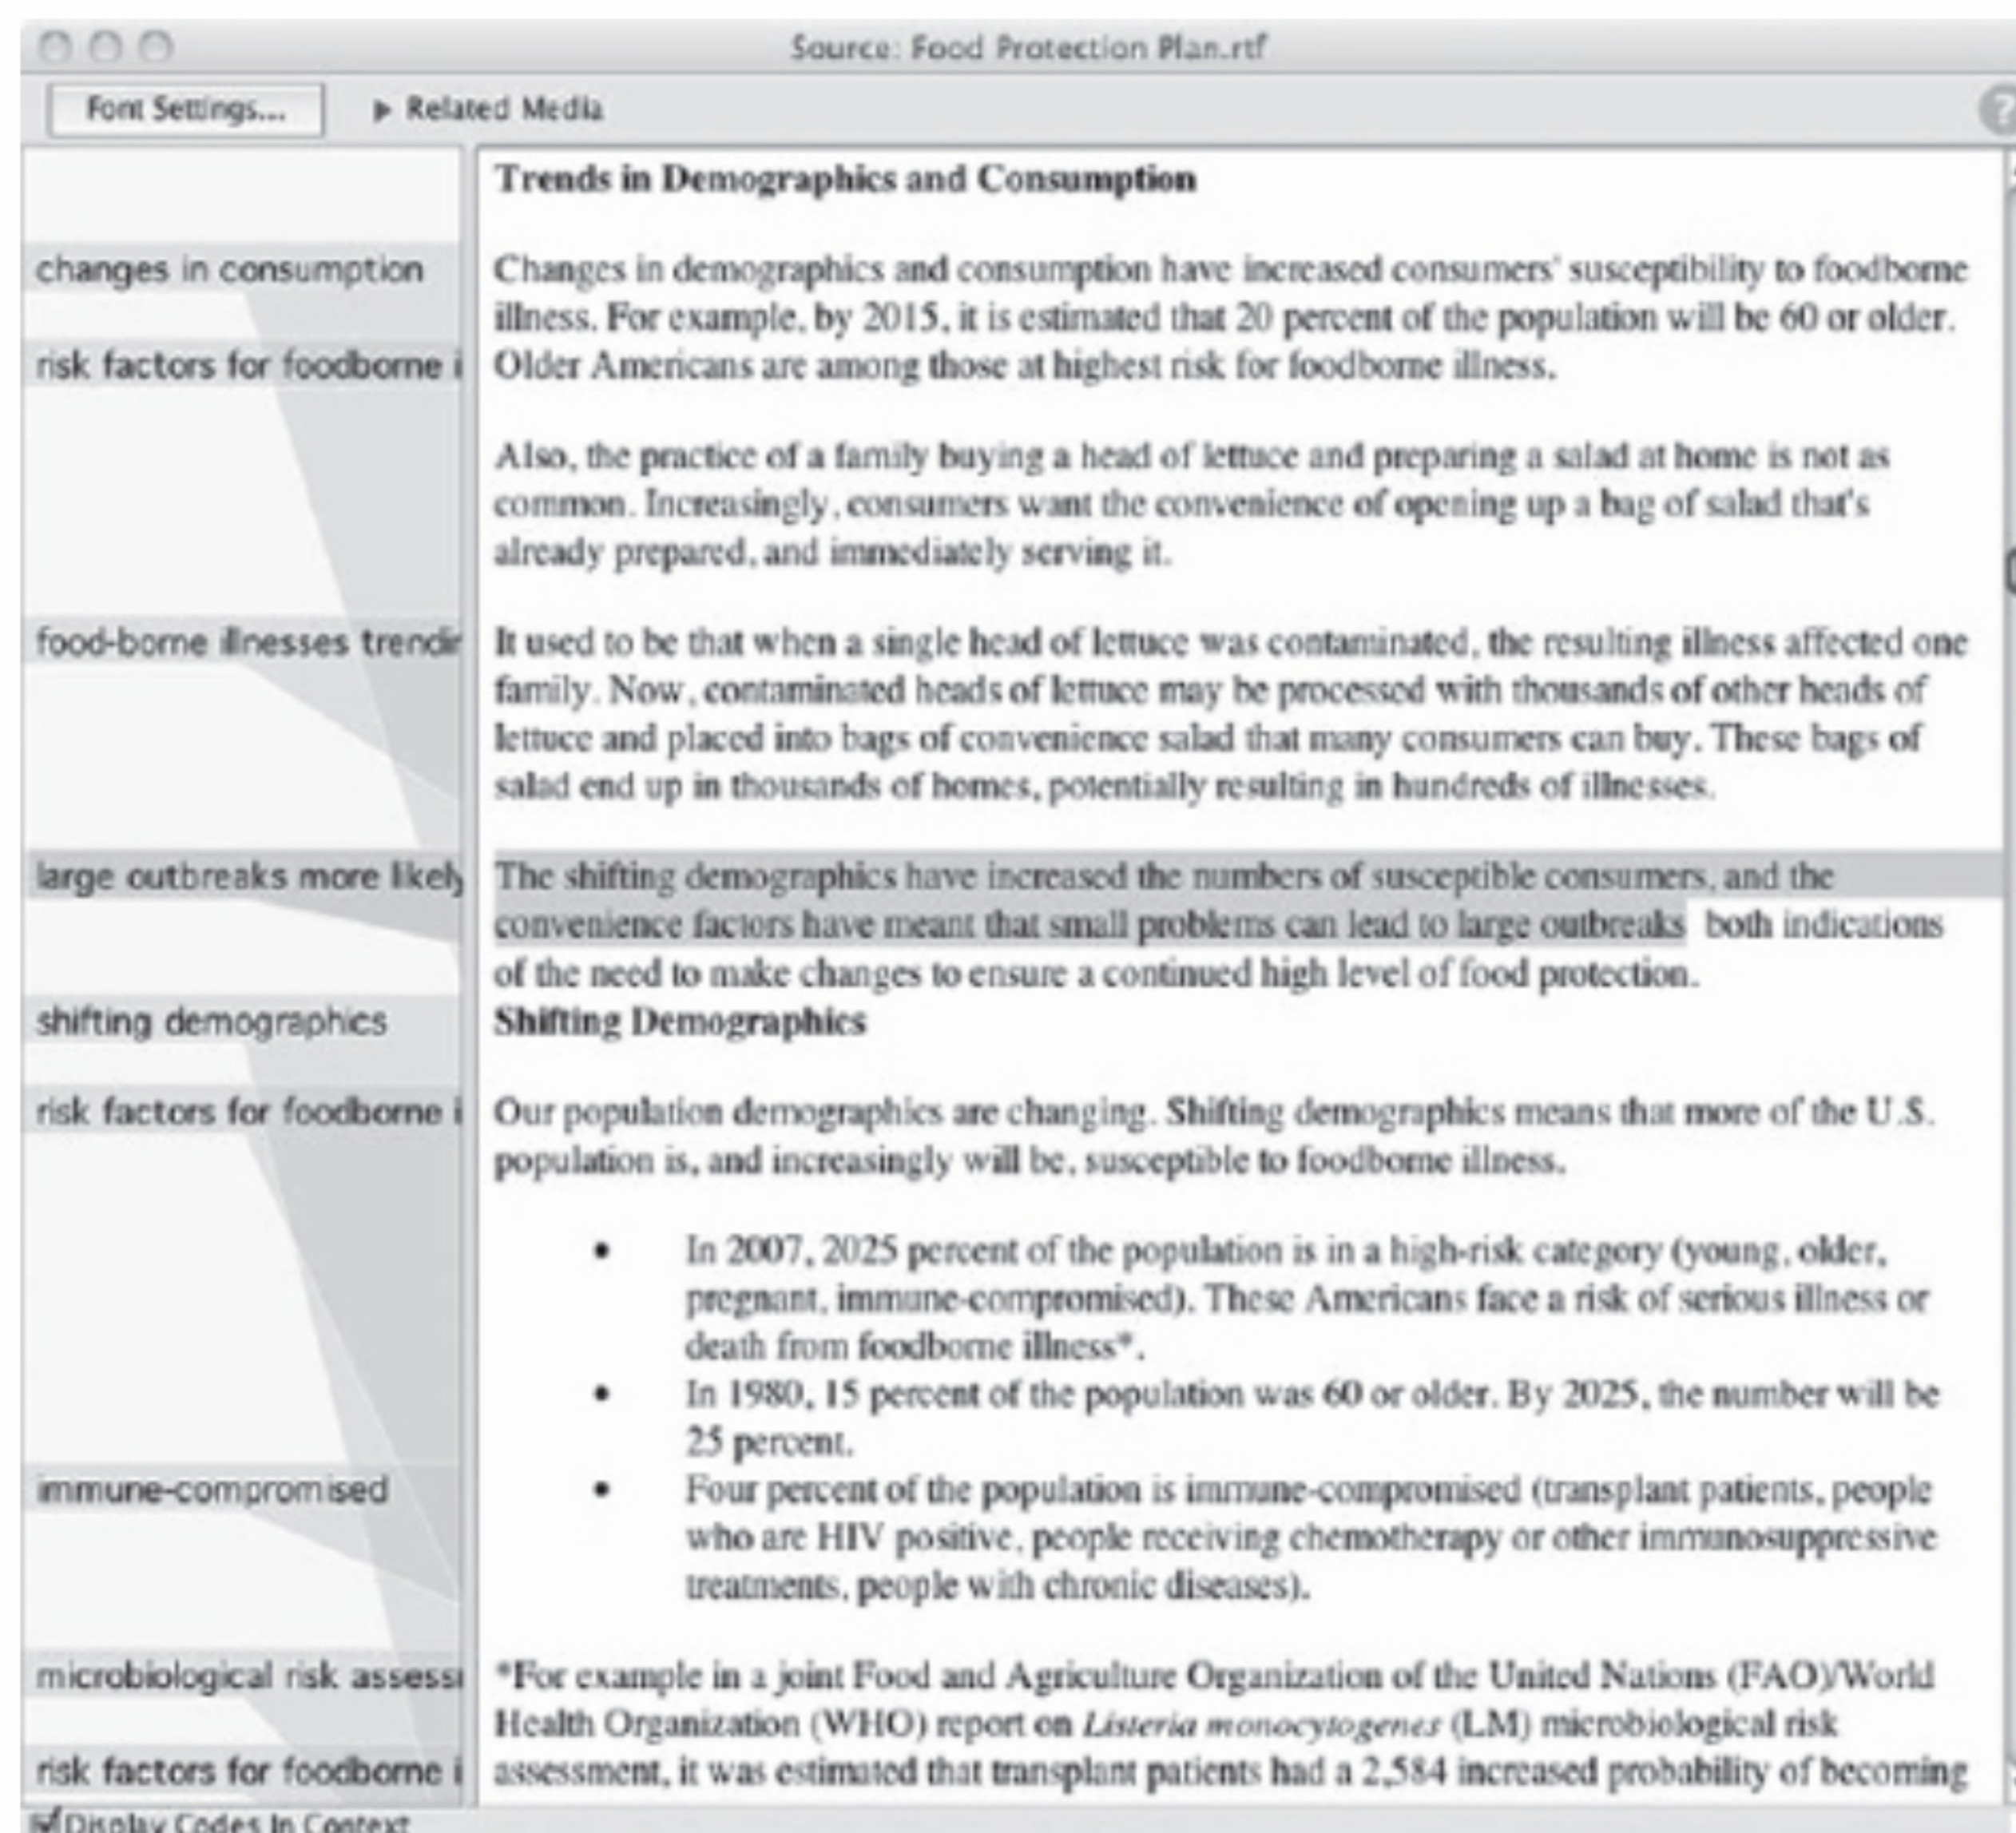 Source: Food Protection Plan.rtf
Font Settings...
▶ Related Media
?
Trends in Demographics and Consumption
changes in consumption
Changes in demographics and consumption have increased consumers' susceptibility to foodborne
illness. For example, by 2015, it is estimated that 20 percent of the population will be 60 or older.
risk factors for foodborne i
Older Americans are among those at highest risk for foodborne illness.
Also, the practice of a family buying a head of lettuce and preparing a salad at home is not as
common. Increasingly, consumers want the convenience of opening up a bag of salad that's
already prepared, and immediately serving it.
food-borne illnesses trendin
It used to be that when a single head of lettuce was contaminated, the resulting illness affected one
family. Now, contaminated heads of lettuce may be processed with thousands of other heads of
lettuce and placed into bags of convenience salad that many consumers can buy. These bags of
salad end up in thousands of homes, potentially resulting in hundreds of illnesses.
large outbreaks more likely
The shifting demographics have increased the numbers of susceptible consumers, and the
convenience factors have meant that small problems can lead to large outbreaks both indications
of the need to make changes to ensure a continued high level of food protection.
shifting demographics
Shifting Demographics
risk factors for foodborne i
Our population demographics are changing. Shifting demographics means that more of the U.S.
population is, and increasingly will be, susceptible to foodborne illness.
• In 2007, 2025 percent of the population is in a high-risk category (young, older,
pregnant, immune-compromised). These Americans face a risk of serious illness or
death from foodborne illness*.
• In 1980, 15 percent of the population was 60 or older. By 2025, the number will be
25 percent.
immune-compromised
• Four percent of the population is immune-compromised (transplant patients, people
who are HIV positive, people receiving chemotherapy or other immunosuppressive
treatments, people with chronic diseases).
microbiological risk assess
*For example in a joint Food and Agriculture Organization of the United Nations (FAO)/World
Health Organization (WHO) report on Listeria monocytogenes (LM) microbiological risk
risk factors for foodborne i
assessment, it was estimated that transplant patients had a 2,584 increased probability of becoming
Display Codes In Context